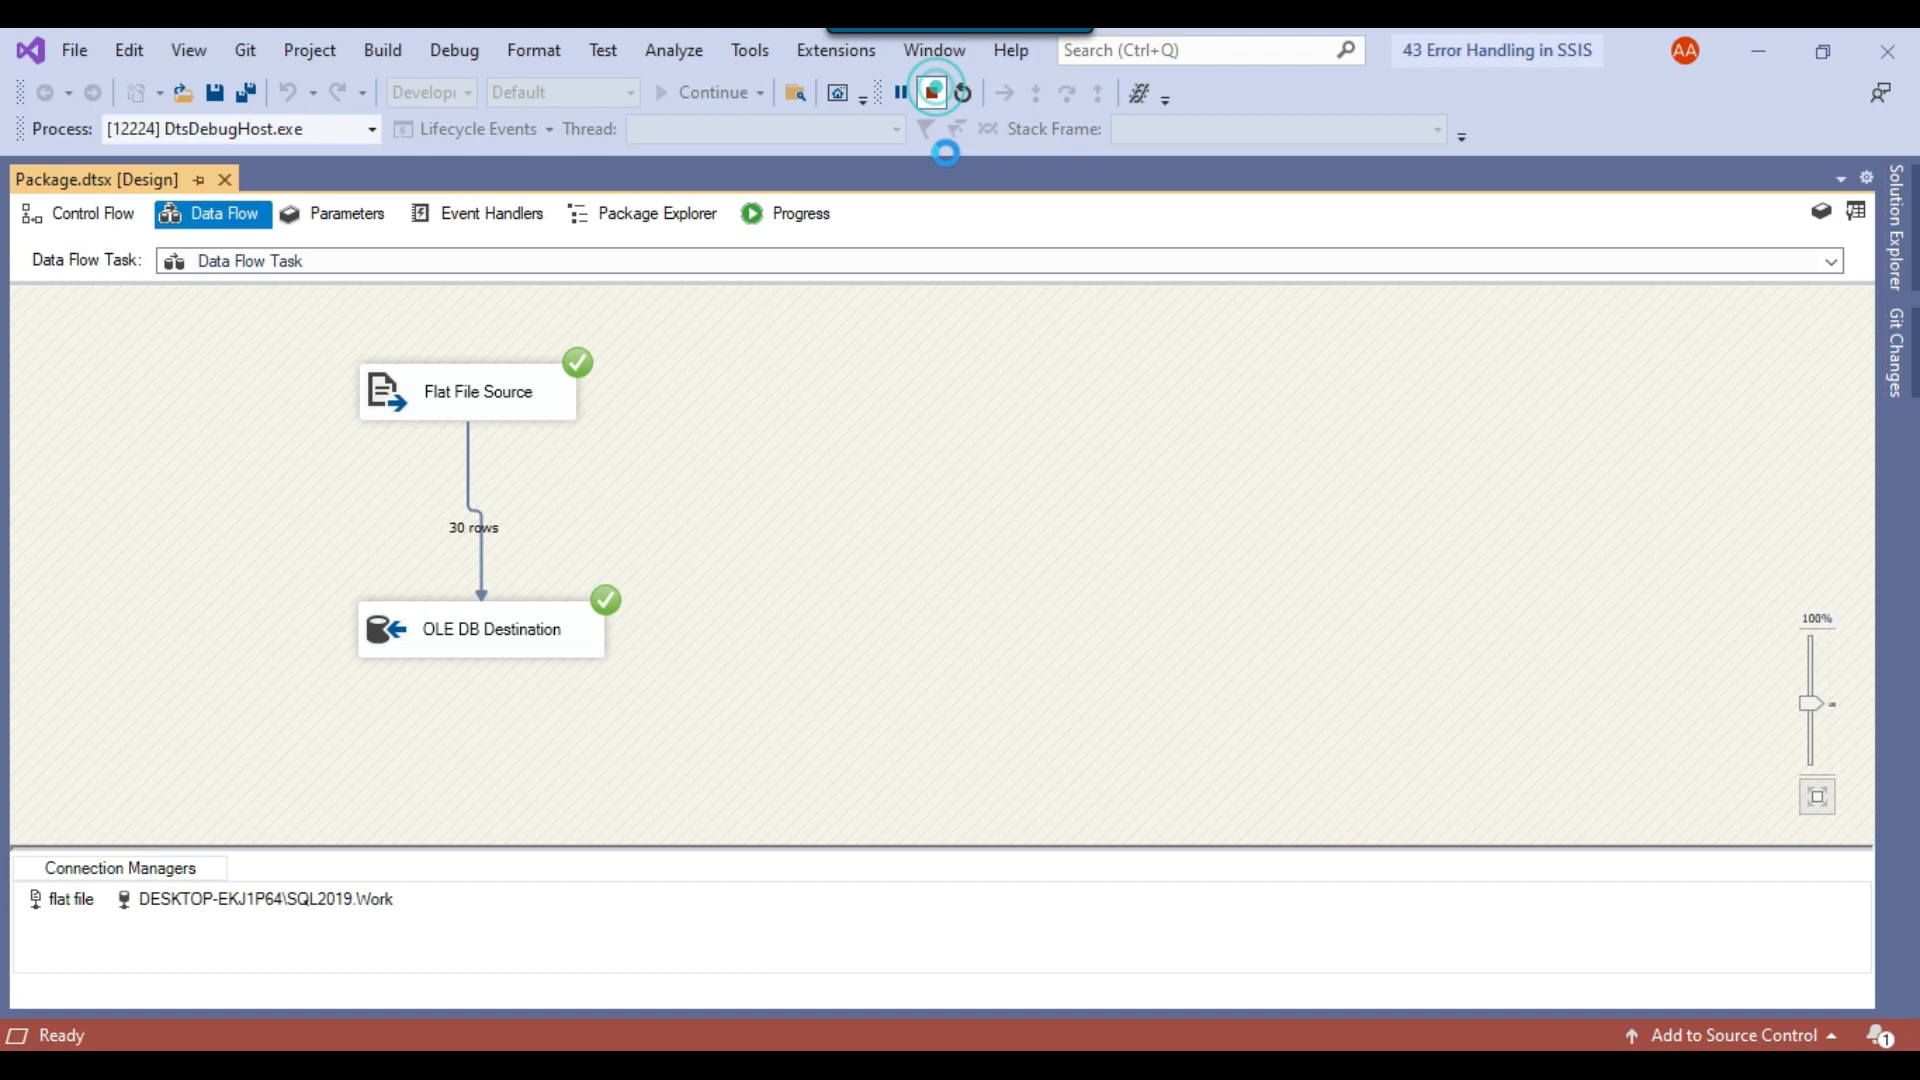 File Edit View Git Project Build Debug Format Test Analyze Tools Extensions Window Help Search (Ctrl+Q) 43 Error Handling in SSIS AA
Developi Default Continue
Process: [12224] DtsDebugHost.exe Lifecycle Events Thread: Stack Frame:
Package.dtsx [Design]
Control Flow Data Flow Parameters Event Handlers Package Explorer Progress
Data Flow Task: Data Flow Task
Solution Explorer
Git Changes
Flat File Source
30 rows
OLE DB Destination
100%
Connection Managers
flat file DESKTOP-EKJ1P64\SQL2019.Work
Ready Add to Source Control 1